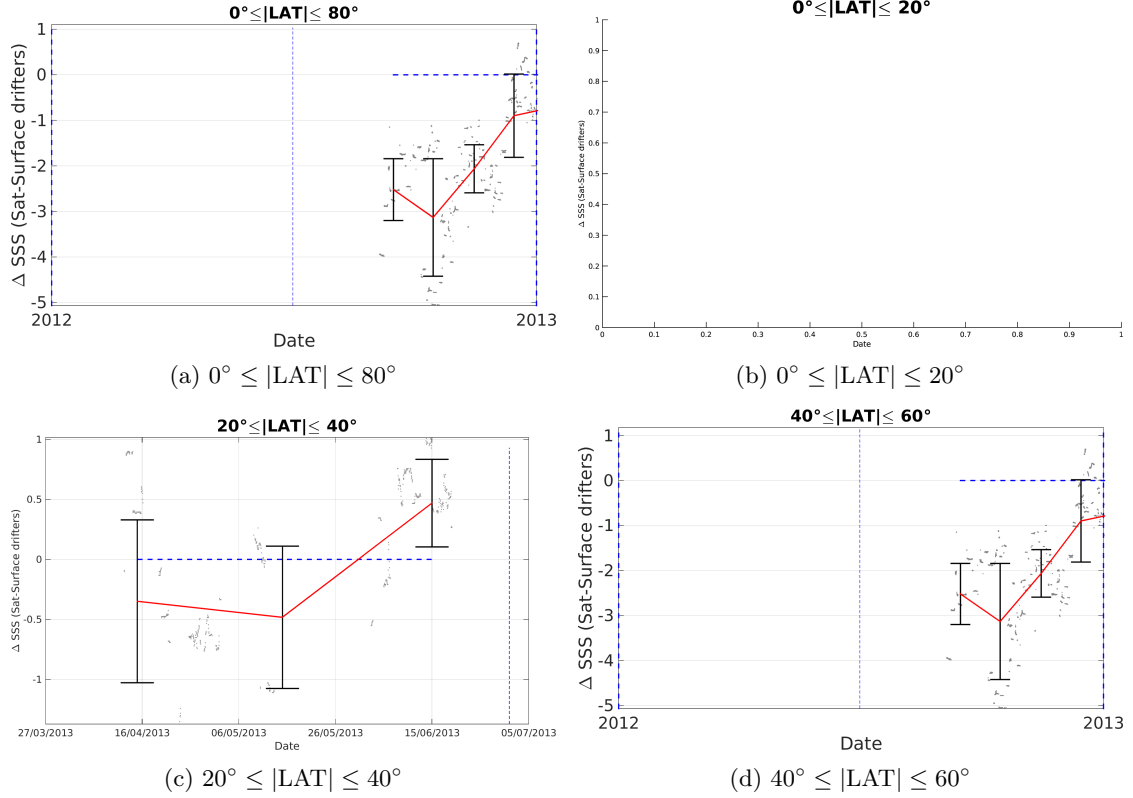 0°≤|LAT|≤ 80°
Δ SSS (Sat-Surface drifters)
1
0
-1
-2
-3
-4
-5
2012
2013
Date
(a) 0° ≤ |LAT| ≤ 80°
0°≤|LAT|≤ 20°
Δ SSS (Sat-Surface drifters)
1
0.9
0.8
0.7
0.6
0.5
0.4
0.3
0.2
0.1
0
0 0.1 0.2 0.3 0.4 0.5 0.6 0.7 0.8 0.9 1
Date
(b) 0° ≤ |LAT| ≤ 20°
20°≤|LAT|≤ 40°
Δ SSS (Sat-Surface drifters)
1
0.5
0
-0.5
-1
27/03/2013 16/04/2013 06/05/2013 26/05/2013 15/06/2013 05/07/2013
Date
(c) 20° ≤ |LAT| ≤ 40°
40°≤|LAT|≤ 60°
Δ SSS (Sat-Surface drifters)
1
0
-1
-2
-3
-4
-5
2012
2013
Date
(d) 40° ≤ |LAT| ≤ 60°